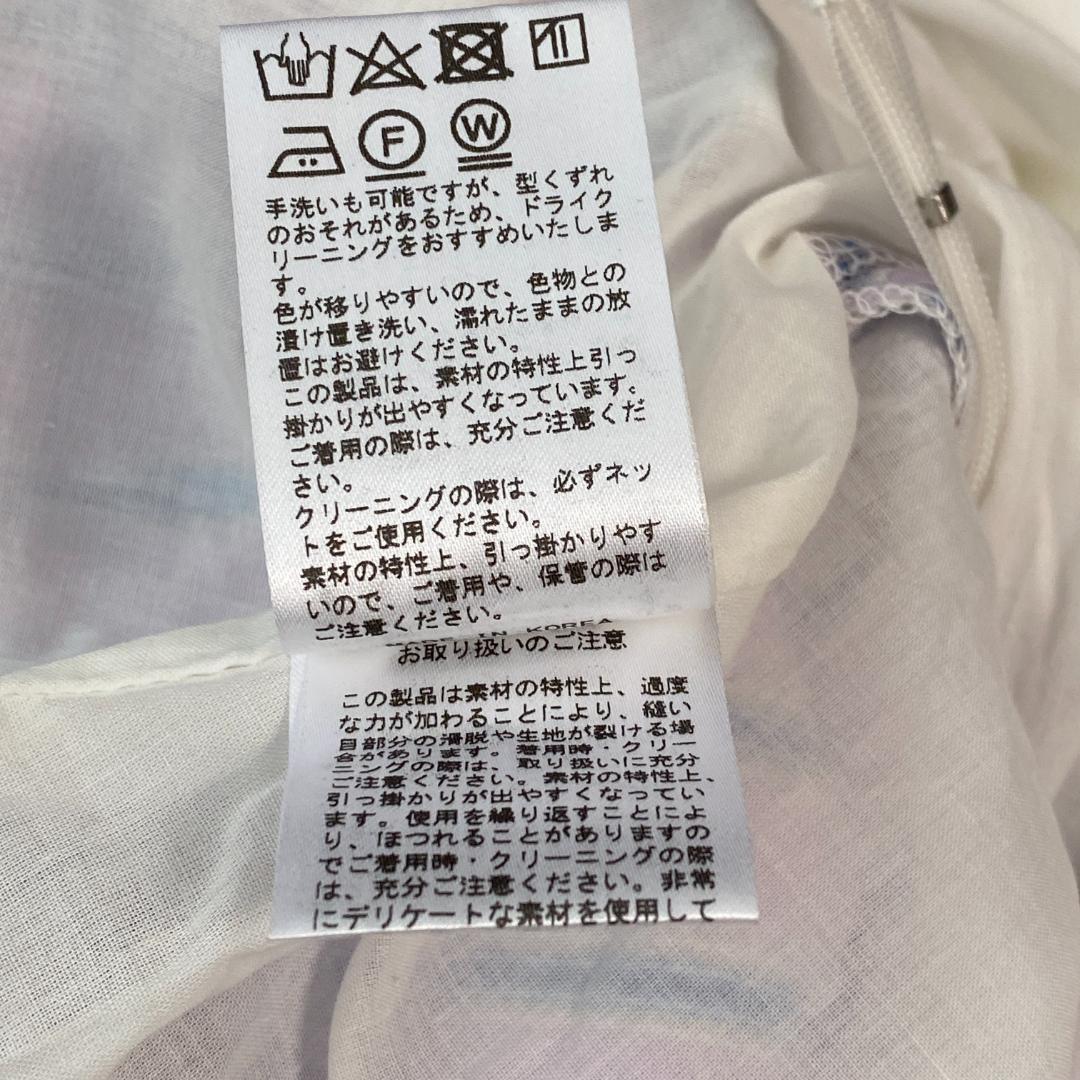 F W
手洗いも可能ですが、型くずれ
のおそれがあるため、ドライク
リーニングをおすすめいたしま
す。
色が移りやすいので、色物との
漬け置き洗い、濡れたままの放
置はお避けください。
この製品は、素材の特性上引っ
掛かりが出やすくなっています。
ご着用の際は、充分ご注意くだ
さい。
クリーニングの際は、必ずネッ
トをご使用ください。
素材の特性上、引っ掛かりやす
いので、ご着用や、保管の際は
ご注意ください。
IN KOREA
お取り扱いのご注意
この製品は素材の特性上、過度
な力が加わることにより、縫い
目部分の滑脱や生地が裂ける場
合があります。着用時・クリー
ニングの際は、取り扱いに充分
ご注意ください。素材の特性上、
引っ掛かりが出やすくなってい
ます。使用を繰り返すことによ
り、ほつれることがありますの
でご着用時・クリーニングの際
は、充分ご注意ください。非常
にデリケートな素材を使用して